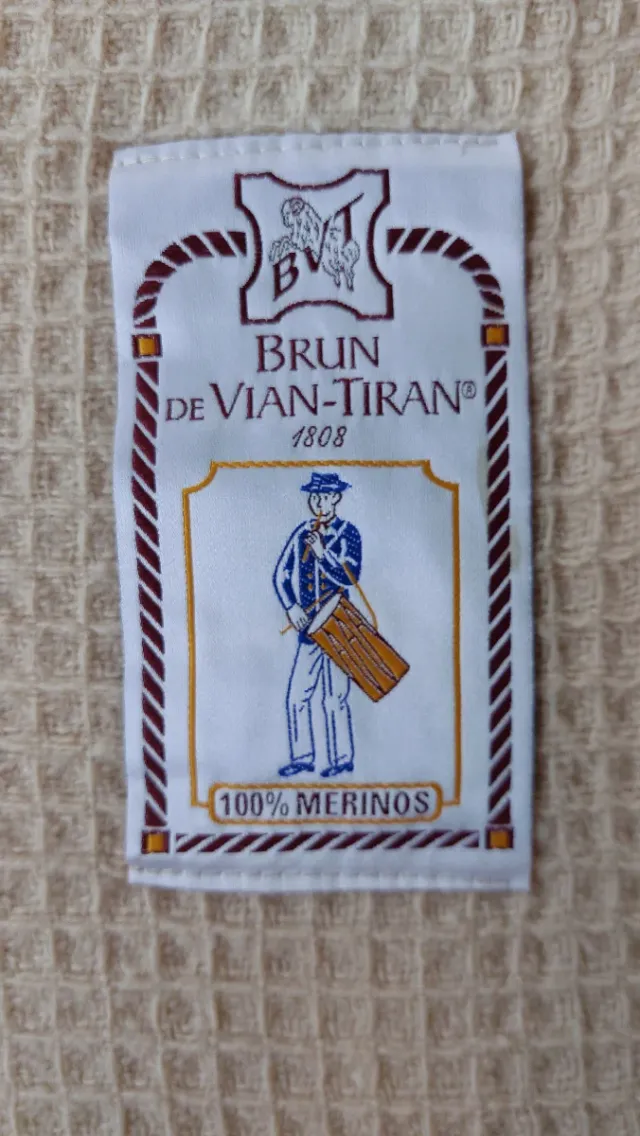 BVT
BRUN
DE VIAN-TIRAN®
1808
100% MERINOS